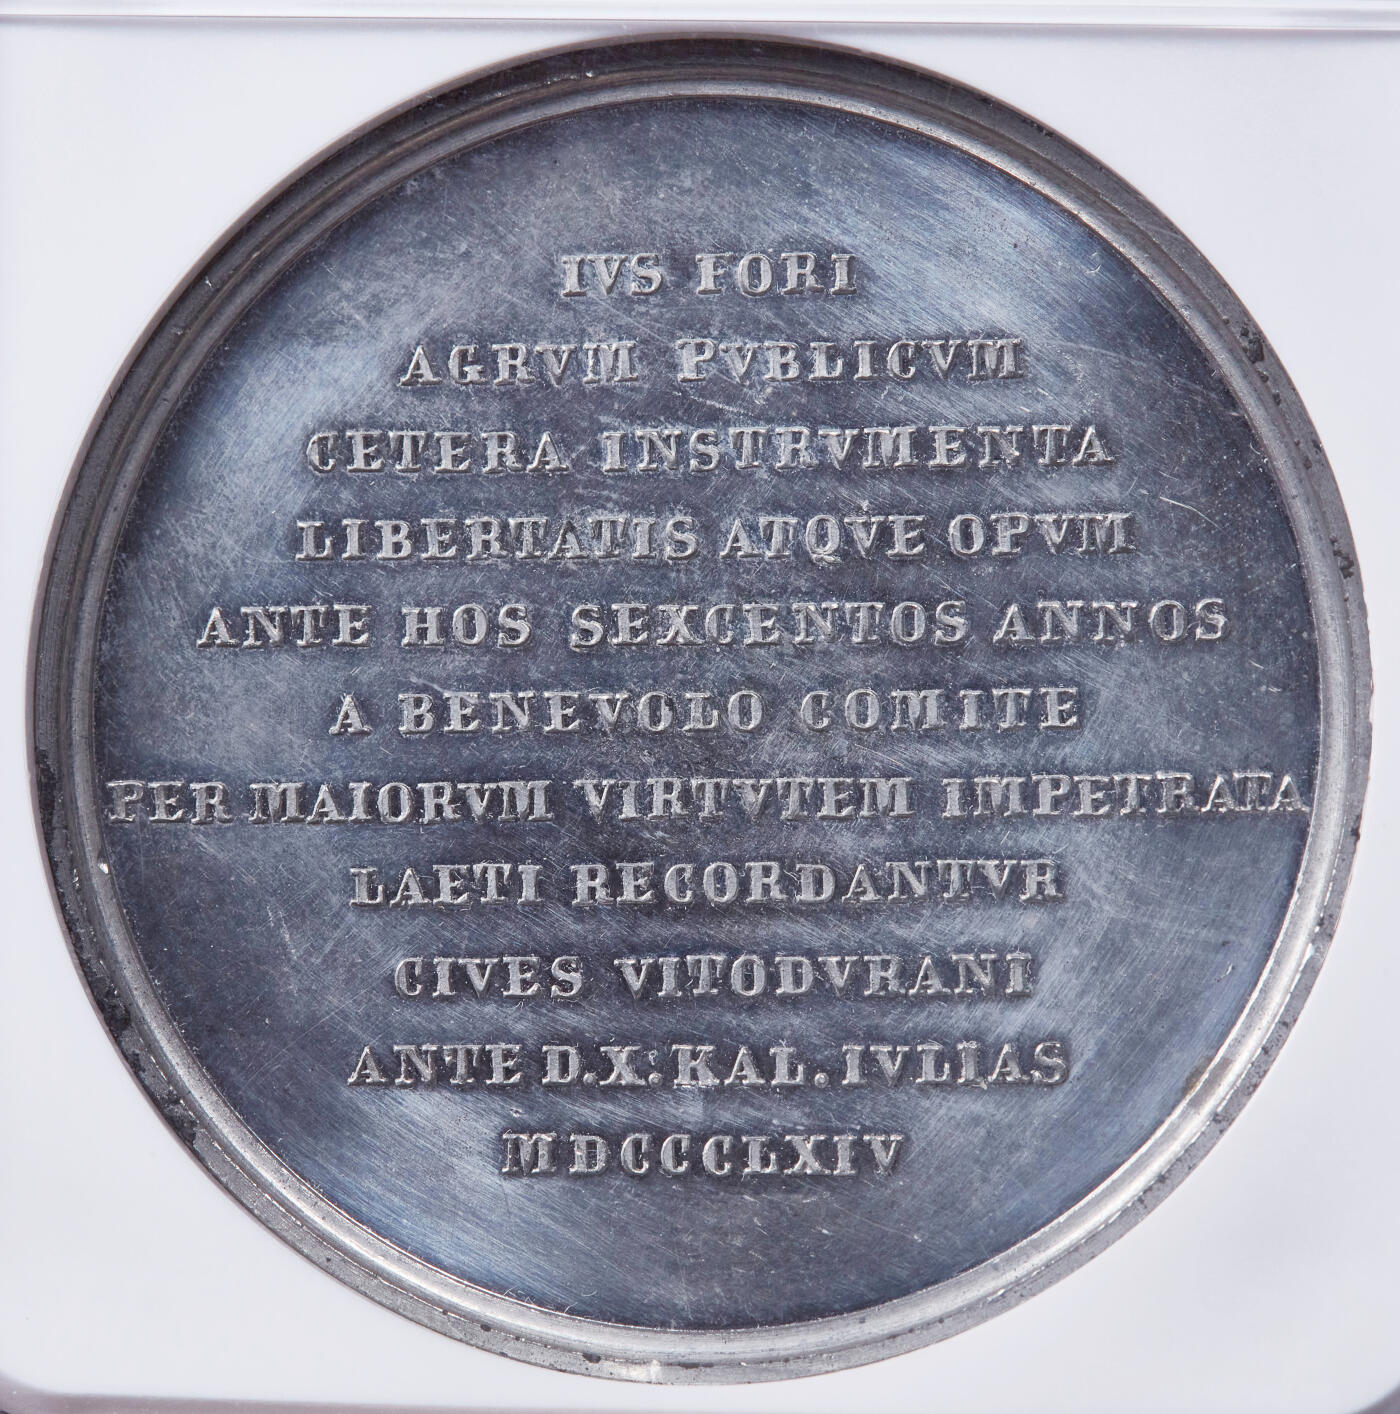 IVS FORI
AGRVM PVBLICVM
CETERA INSTRVMENTA
LIBERTATIS ATQVE OPVM
ANTE HOS SEXCENTOS ANNOS
A BENEVOLO COMITE
PER MAIORVM VIRTVTEM IMPETRATA
LAETI RECORDANTVR
CIVES VITODVRANI
ANTE D.X.KAL.IVLIAS
MDCCCLXIV